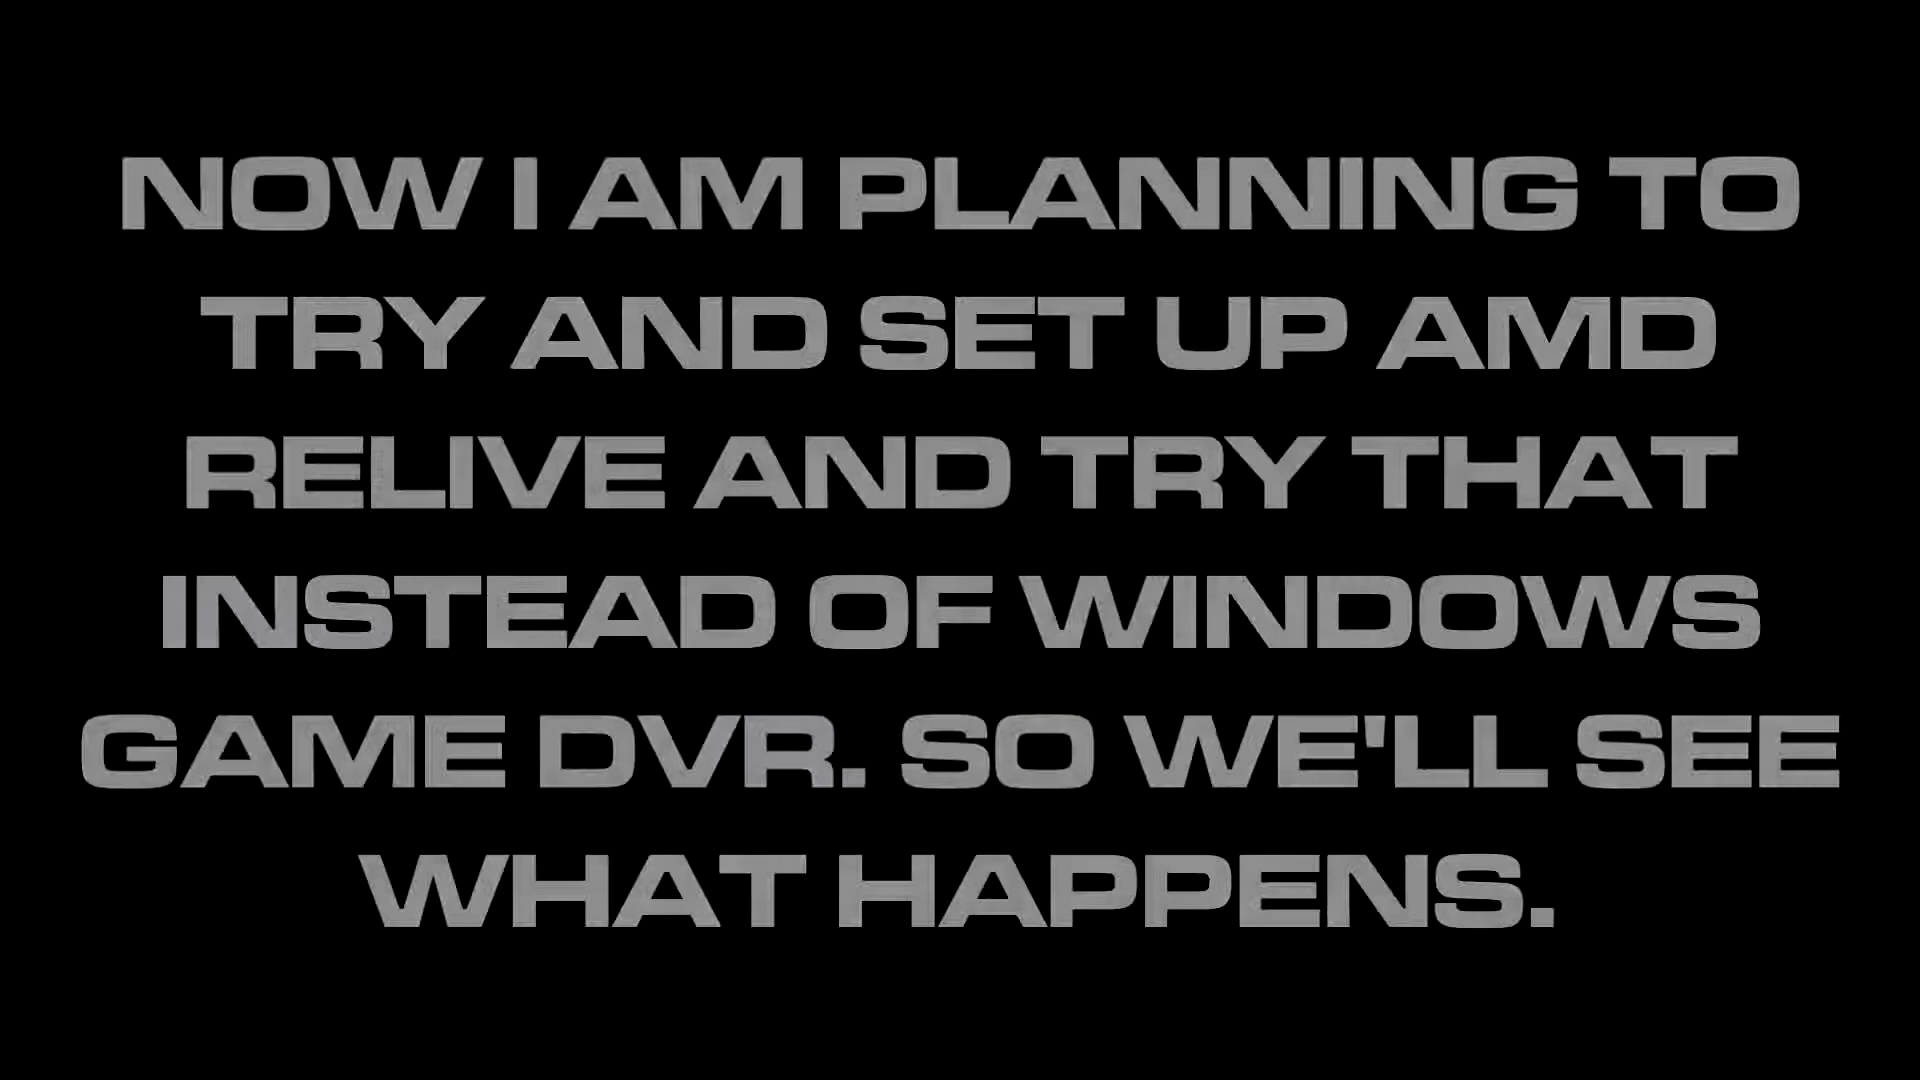 NOW I AM PLANNING TO
TRY AND SET UP AMD
RELIVE AND TRY THAT
INSTEAD OF WINDOWS
GAME DVR. SO WE'LL SEE
WHAT HAPPENS.